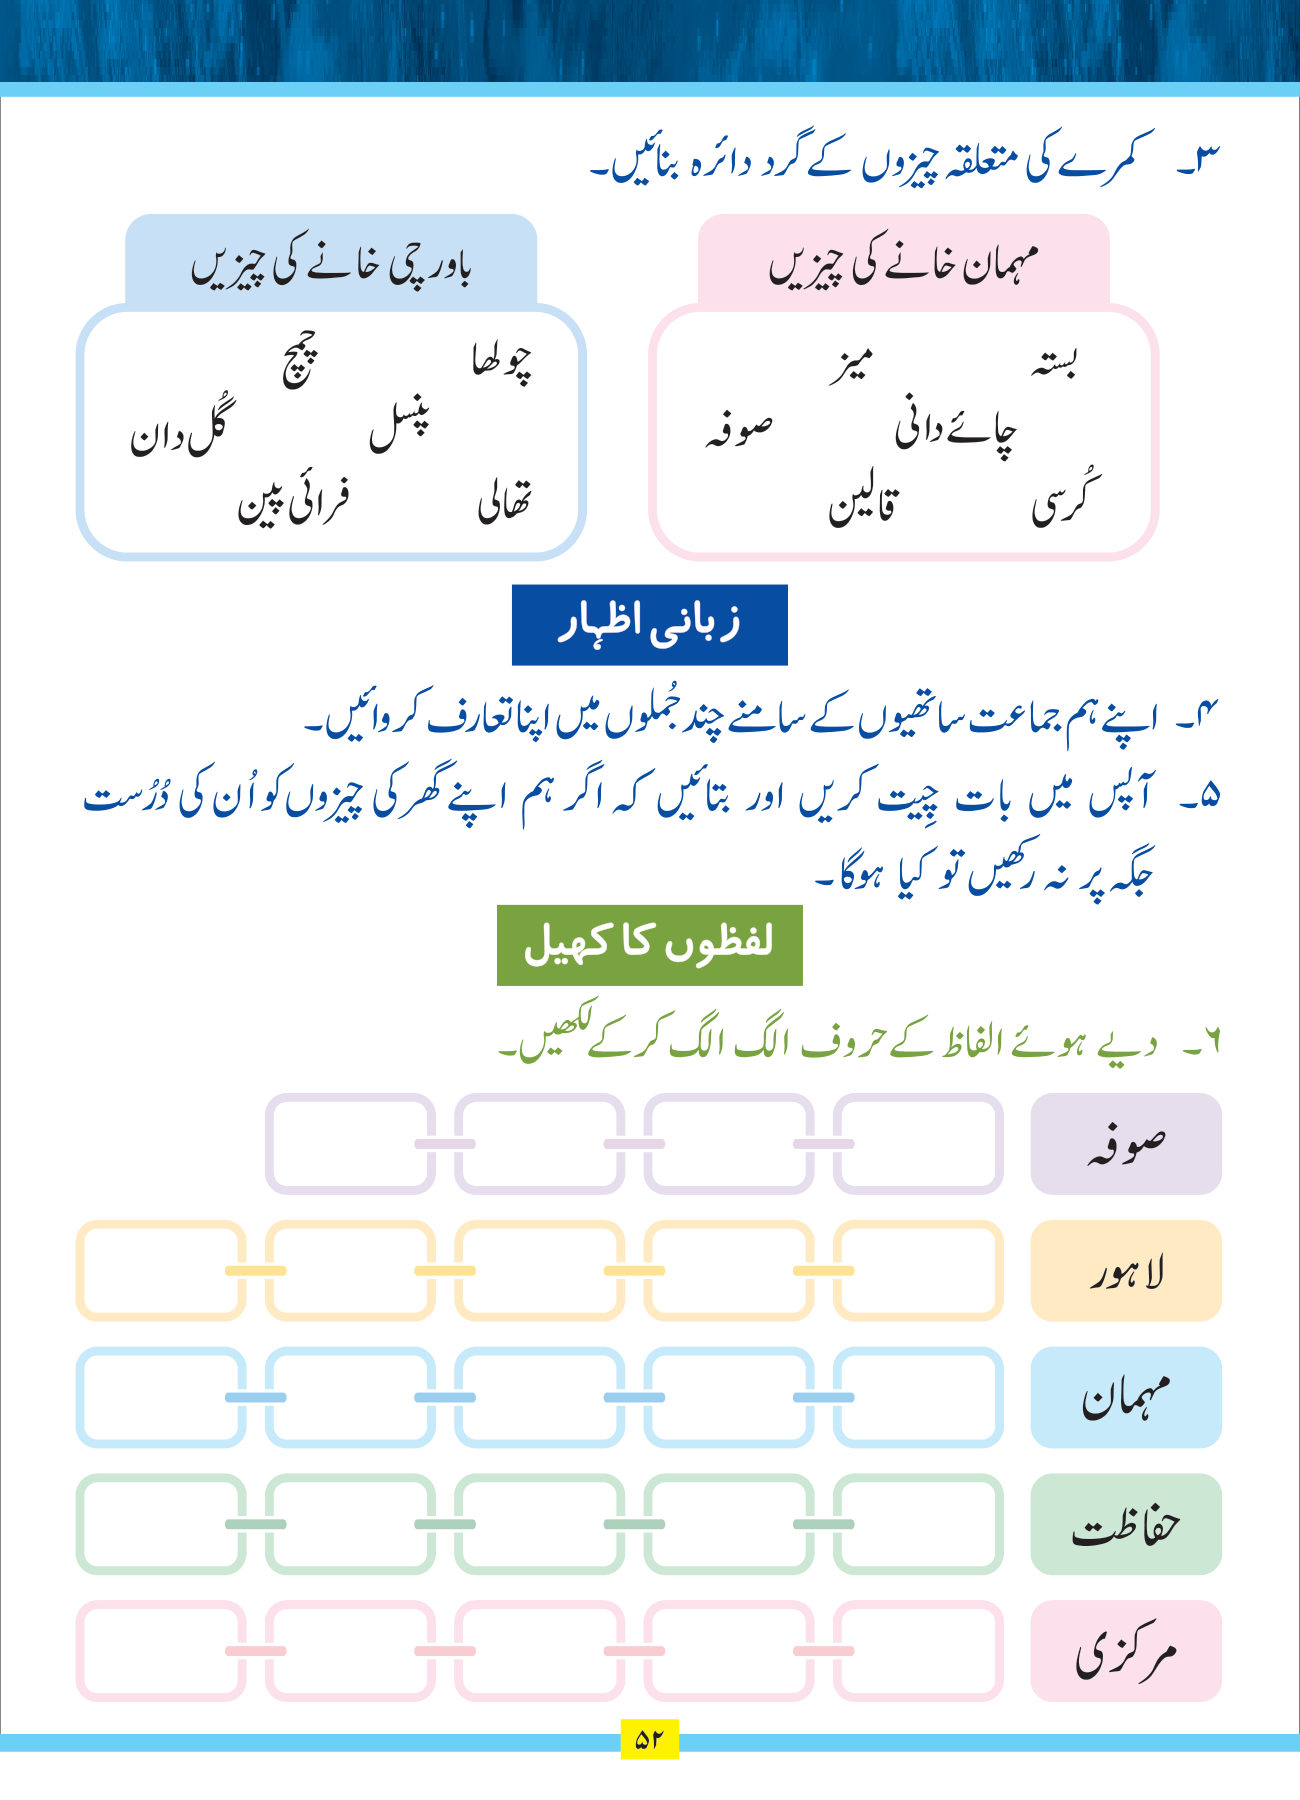 ۳۔ کمرے کی متعلقہ چیزوں کے گرد دائرہ بنائیں۔
مہمان خانے کی چیزیں
بستہ میز
چائے دانی صوفہ
کُرسی قالین
باورچی خانے کی چیزیں
چولھا چمچ
پنسل گُل دان
تھالی فرائی پین
زبانی اظہار
۴۔ اپنے ہم جماعت ساتھیوں کے سامنے چند جُملوں میں اپنا تعارف کروائیں۔
۵۔ آپس میں بات چِیت کریں اور بتائیں کہ اگر ہم اپنے گھر کی چیزوں کو اُن کی دُرُست
جگہ پر نہ رکھیں تو کیا ہوگا۔
لفظوں کا کھیل
۶۔ دیے ہوئے الفاظ کے حروف الگ الگ کر کے لکھیں۔
صوفہ
لاہور
مہمان
حفاظت
مرکزی
۵۲